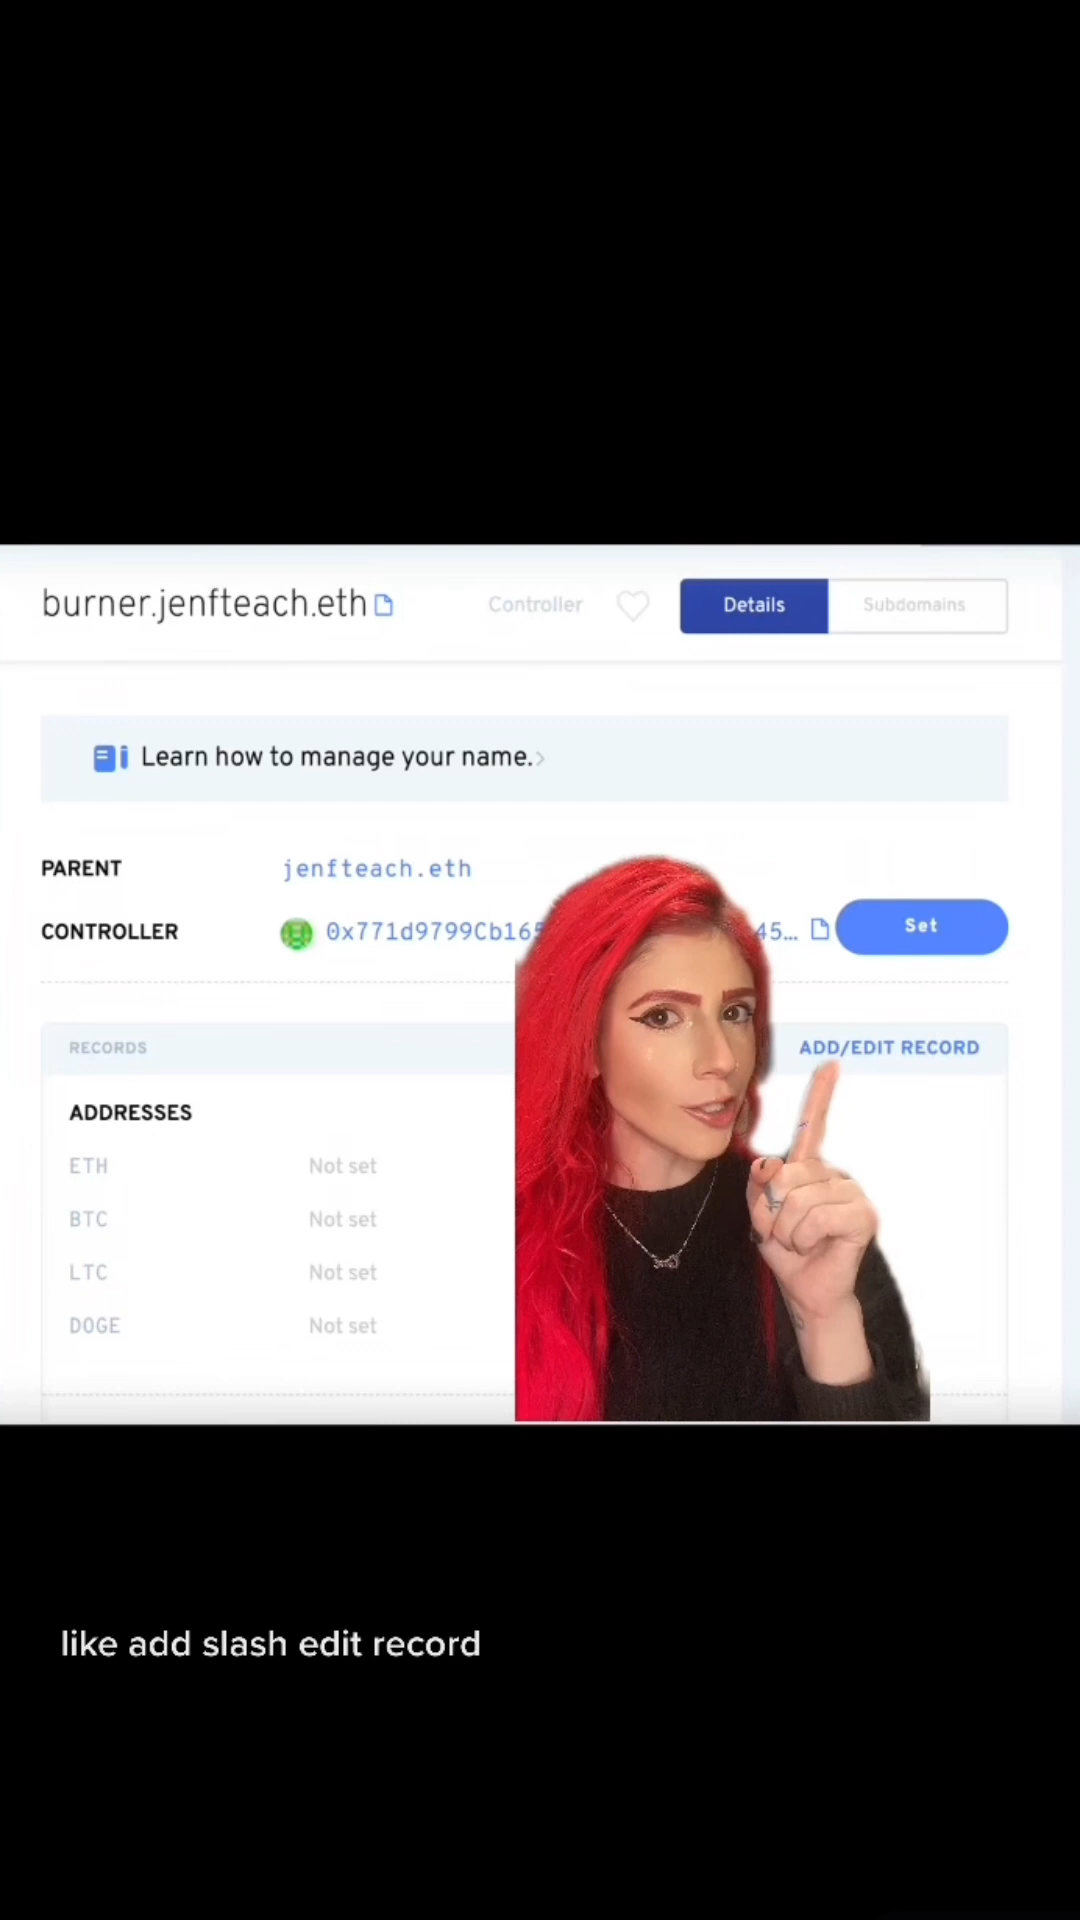 burner.jenfteach.eth
Controller
Details
Subdomains
Learn how to manage your name.
PARENT
jenfteach.eth
CONTROLLER
0x771d9799Cb16
45...
Set
RECORDS
ADD/EDIT RECORD
ADDRESSES
ETH Not set
BTC Not set
LTC Not set
DOGE Not set
like add slash edit record